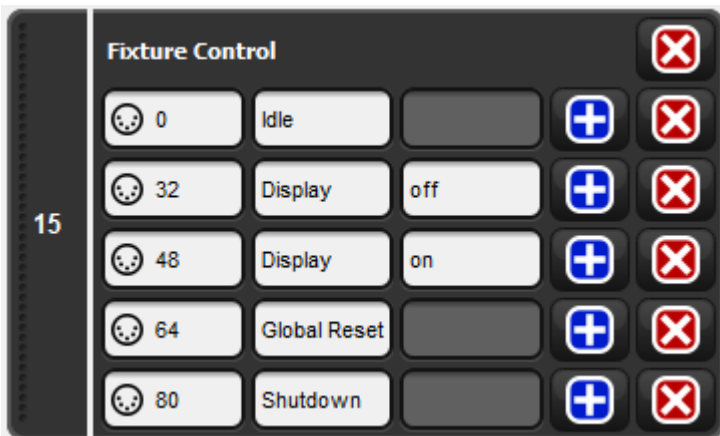 Fixture Control
0 Idle
32 Display off
15
48 Display on
64 Global Reset
80 Shutdown